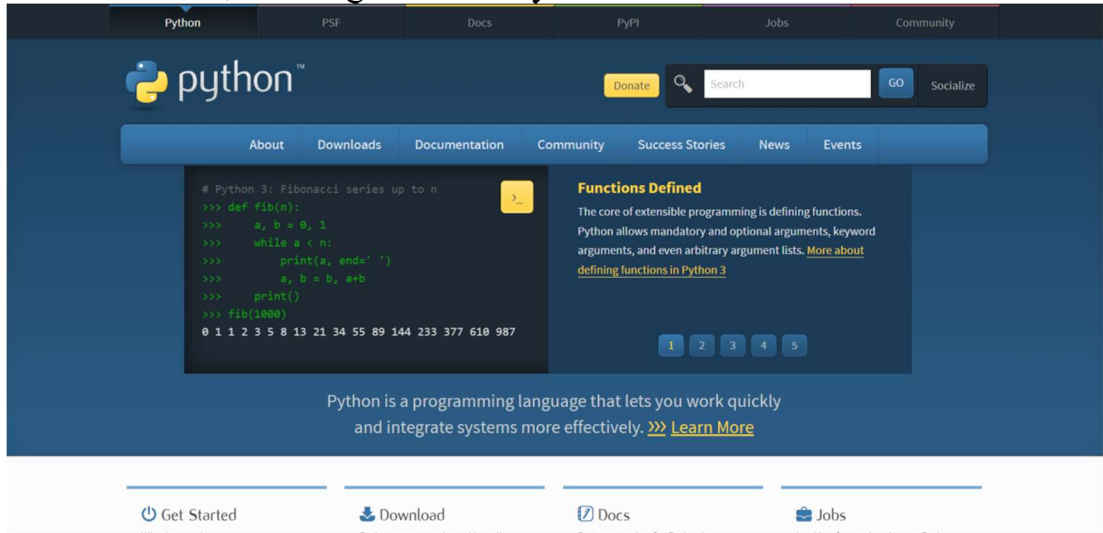 Python PSF Docs PyPI Jobs Community
python™
Donate Search GO Socialize
About Downloads Documentation Community Success Stories News Events
# Python 3: Fibonacci series up to n
>>> def fib(n):
>>>     a, b = 0, 1
>>>     while a < n:
>>>         print(a, end=' ')
>>>         a, b = b, a+b
>>>     print()
>>> fib(1000)
0 1 1 2 3 5 8 13 21 34 55 89 144 233 377 610 987
>_
Functions Defined
The core of extensible programming is defining functions.
Python allows mandatory and optional arguments, keyword
arguments, and even arbitrary argument lists. More about
defining functions in Python 3
1 2 3 4 5
Python is a programming language that lets you work quickly
and integrate systems more effectively. >>> Learn More
Get Started Download Docs Jobs